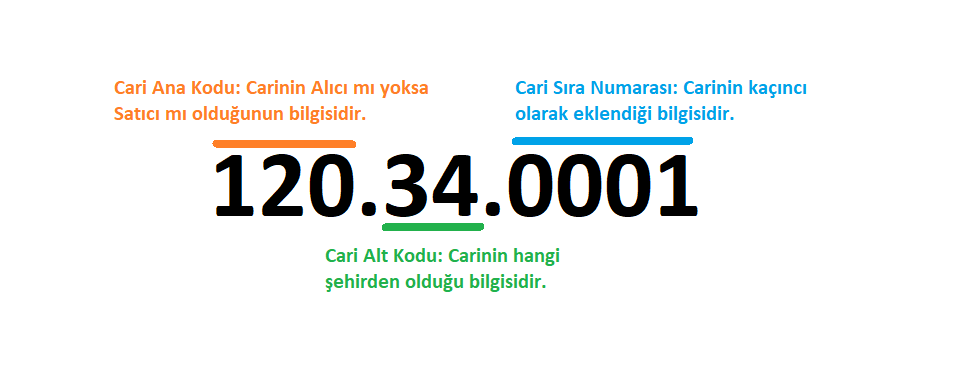 Cari Ana Kodu: Carinin Alıcı mı yoksa
Satıcı mı olduğunun bilgisidir.
Cari Sıra Numarası: Carinin kaçıncı
olarak eklendiği bilgisidir.
120.34.0001
Cari Alt Kodu: Carinin hangi
şehirden olduğu bilgisidir.